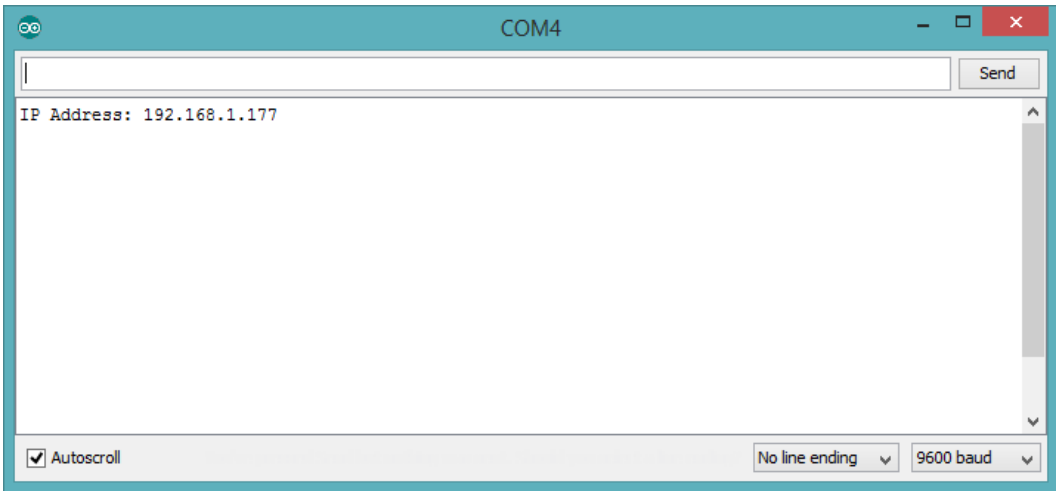 COM4
Send
IP Address: 192.168.1.177
Autoscroll
No line ending
9600 baud